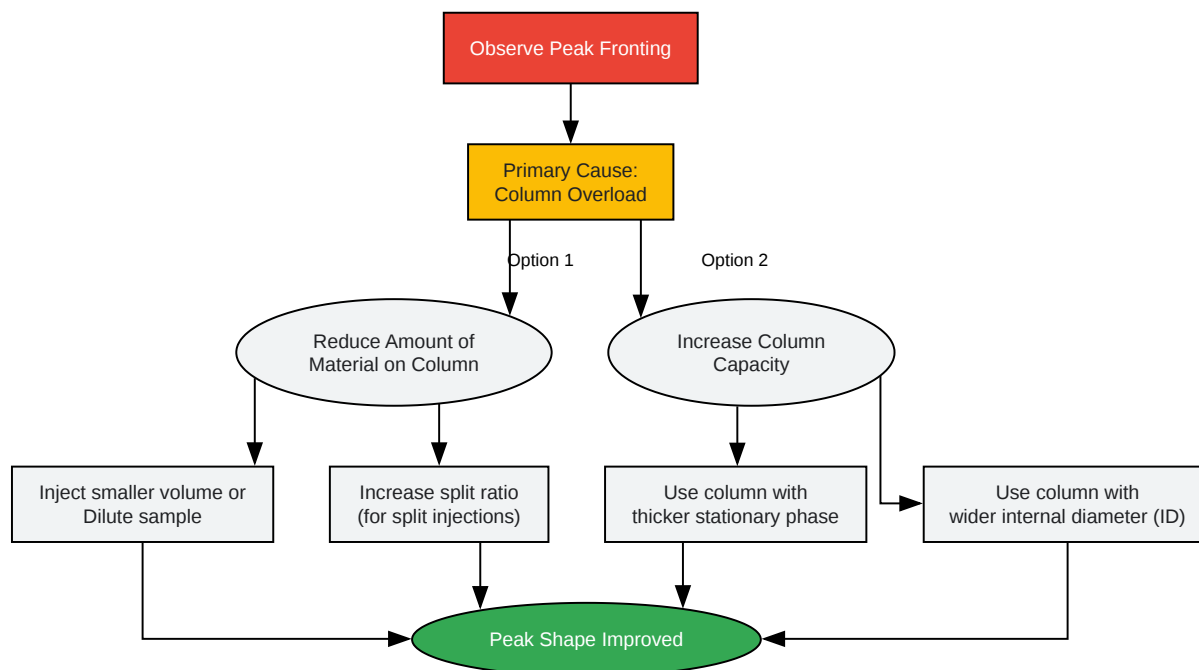 Observe Peak Fronting
Primary Cause:
Column Overload
Option 1
Option 2
Reduce Amount of
Material on Column
Increase Column
Capacity
Inject smaller volume or
Dilute sample
Increase split ratio
(for split injections)
Use column with
thicker stationary phase
Use column with
wider internal diameter (ID)
Peak Shape Improved